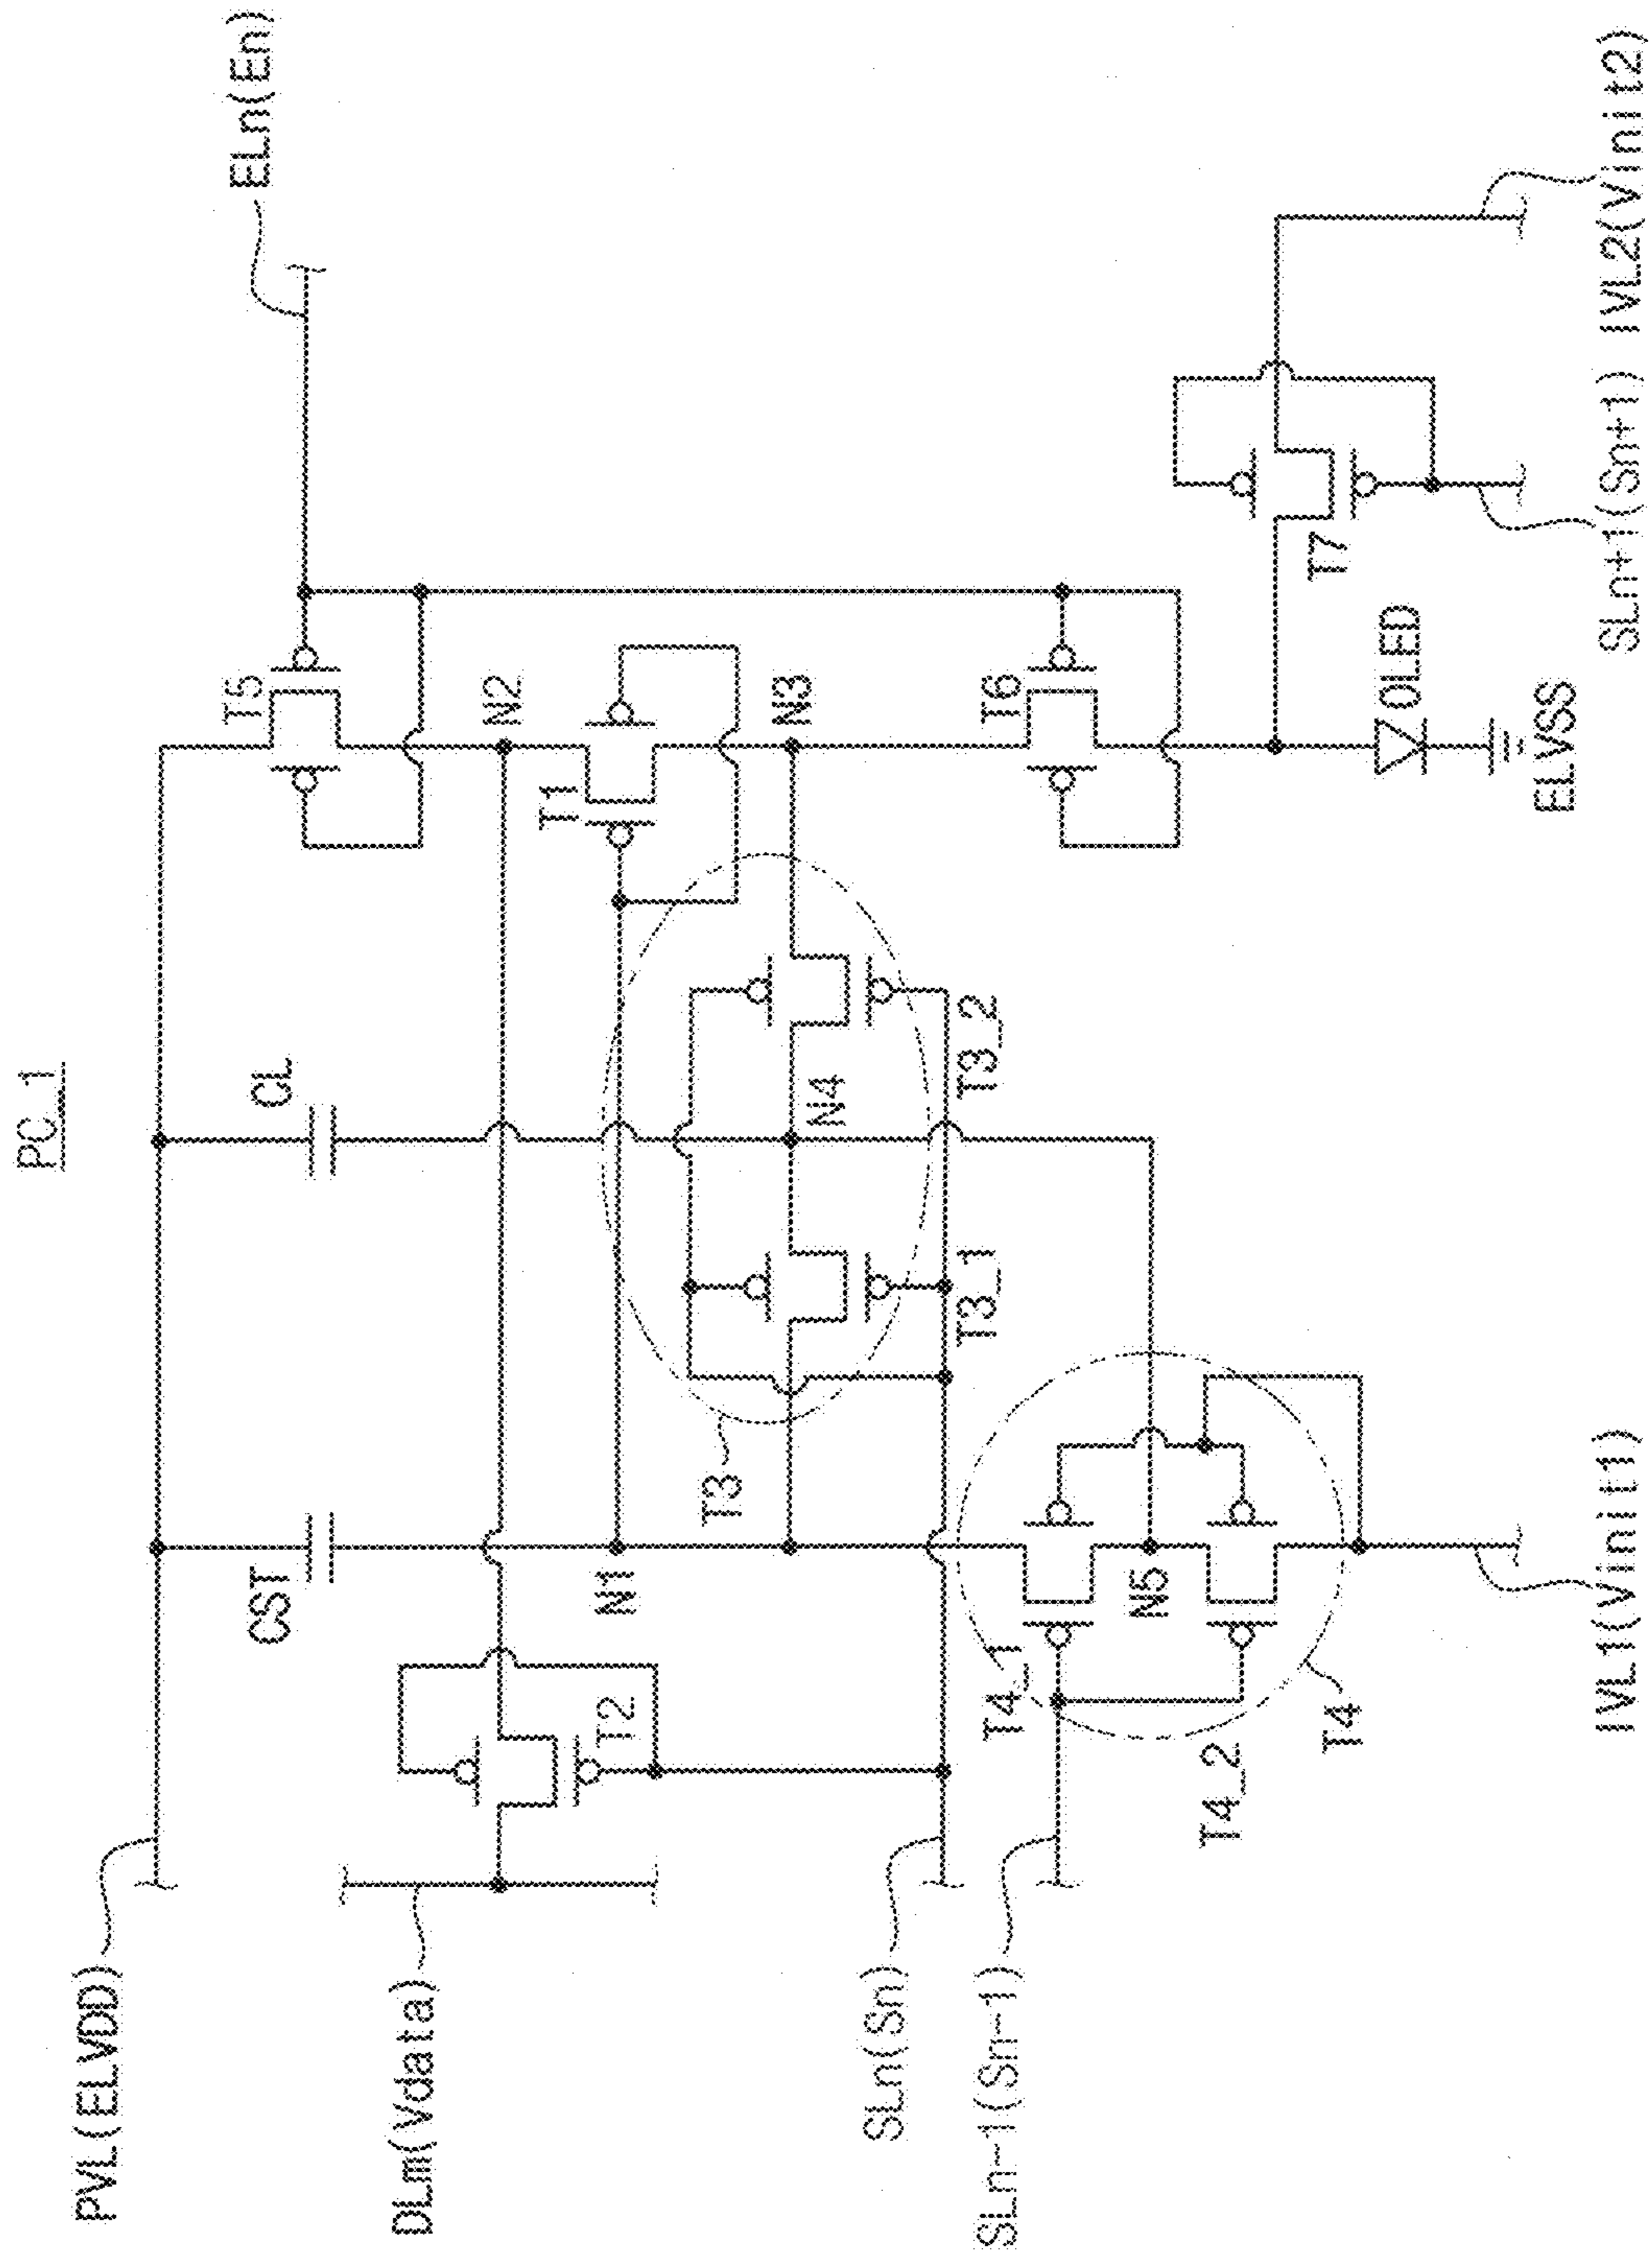 PC_1
PVL(ELVDD)
CST
CL
ELn(En)
T5
DLm(Vdata)
T2
N2
T1
N1
T3
N4
N3
SLn(Sn)
T3_1
T3_2
T6
SLn-1(Sn-1)
T4_1
N5
T4_2
T4
T7
OLED
ELVSS
IVL1(Vinit1)
SLn+1(Sn+1)
IVL2(Vinit2)